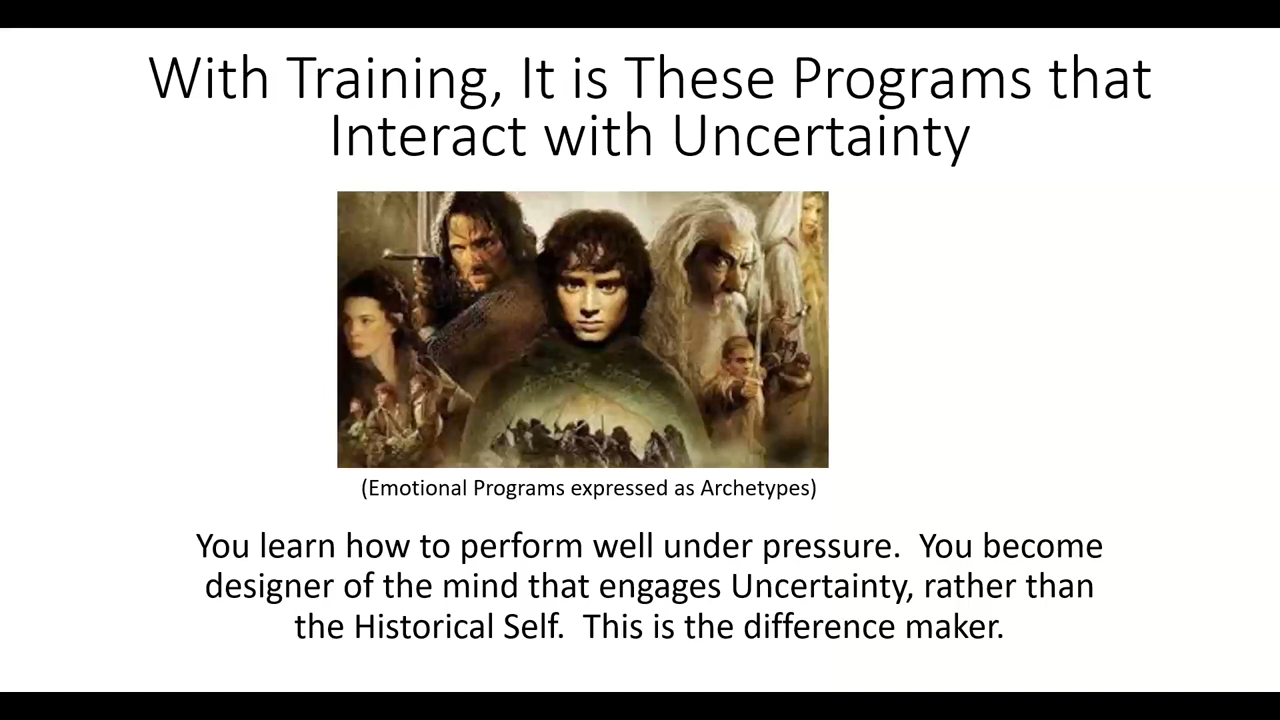 With Training, It is These Programs that
Interact with Uncertainty
(Emotional Programs expressed as Archetypes)
You learn how to perform well under pressure.  You become
designer of the mind that engages Uncertainty, rather than
the Historical Self.  This is the difference maker.